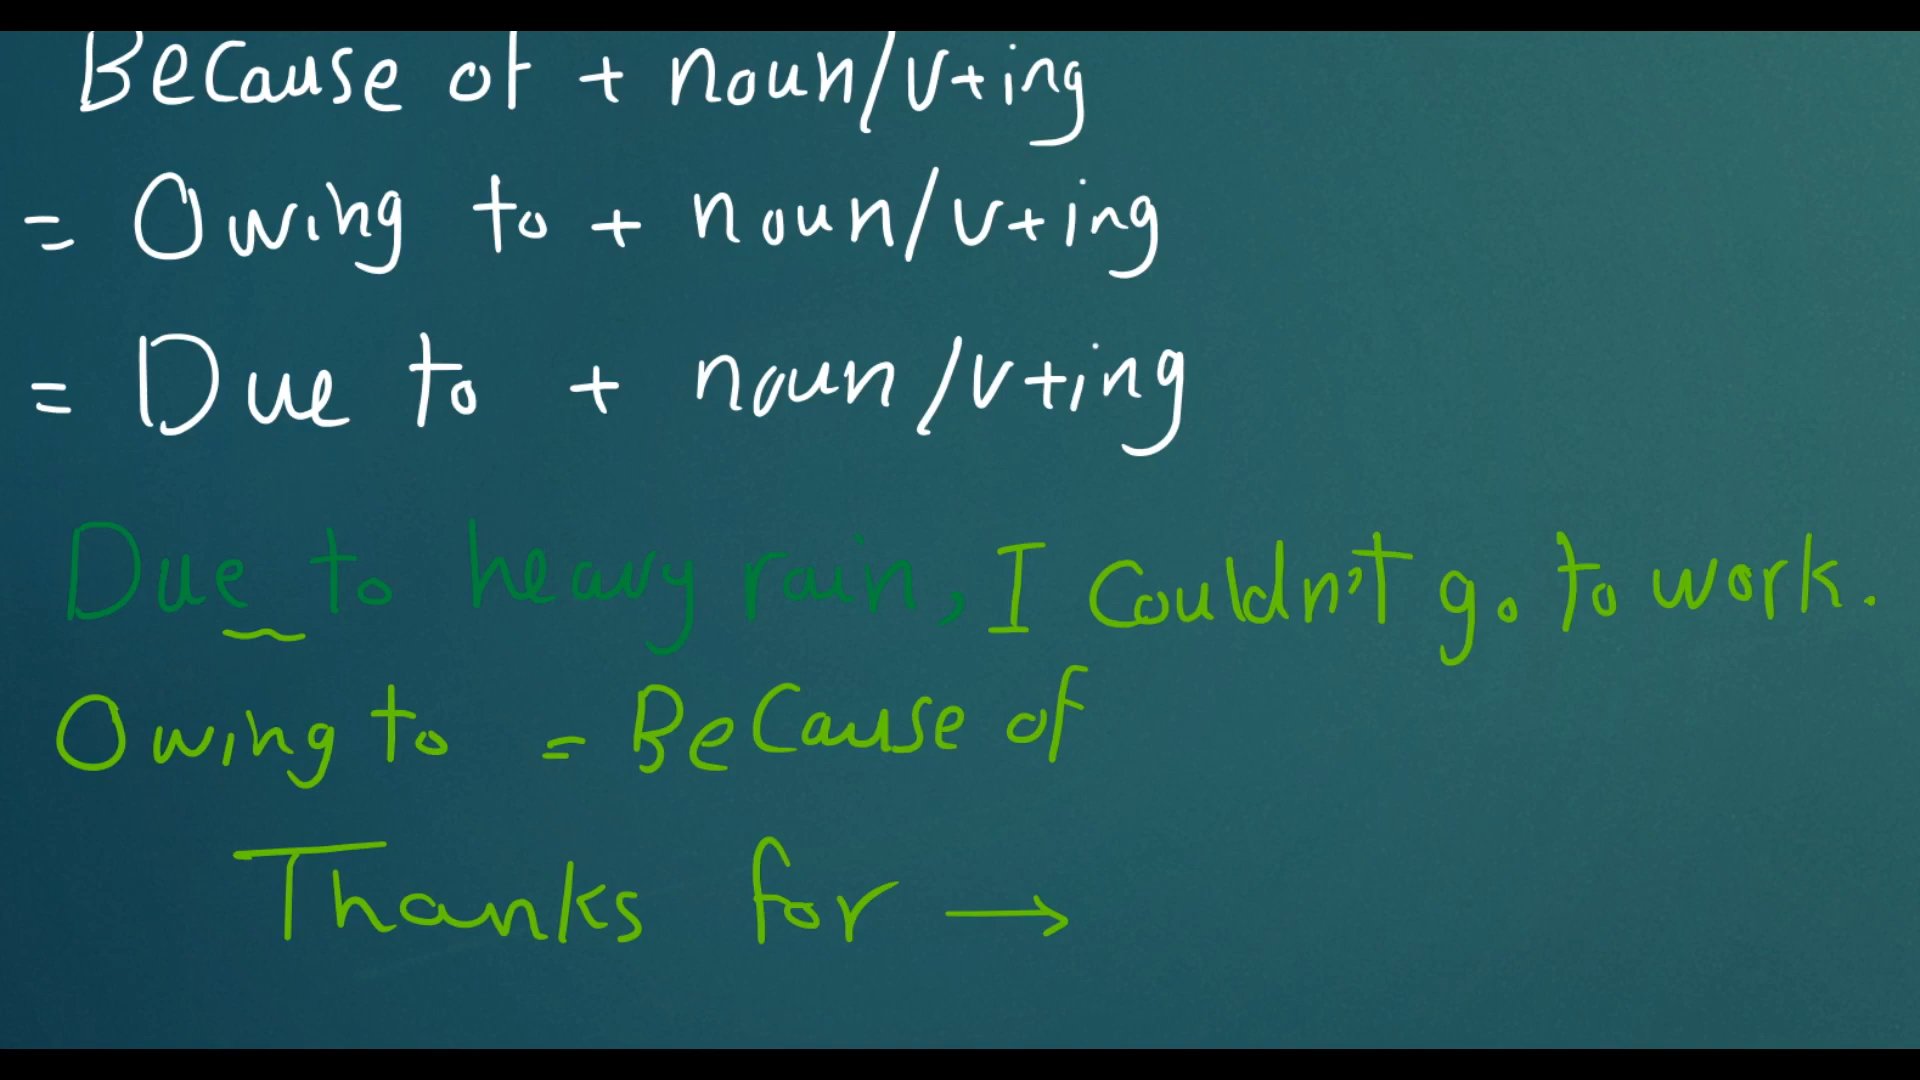 Because of + noun/v+ing
= Owing to + noun/v+ing
= Due to + noun/v+ing
Due to heavy rain, I couldn't go to work.
Owing to = Because of
Thanks for →